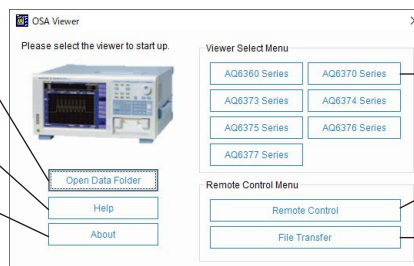 OSA Viewer
Please select the viewer to start up.
Open Data Folder
Help
About
Viewer Select Menu
AQ6360 Series
AQ6370 Series
AQ6373 Series
AQ6374 Series
AQ6375 Series
AQ6376 Series
AQ6377 Series
Remote Control Menu
Remote Control
File Transfer